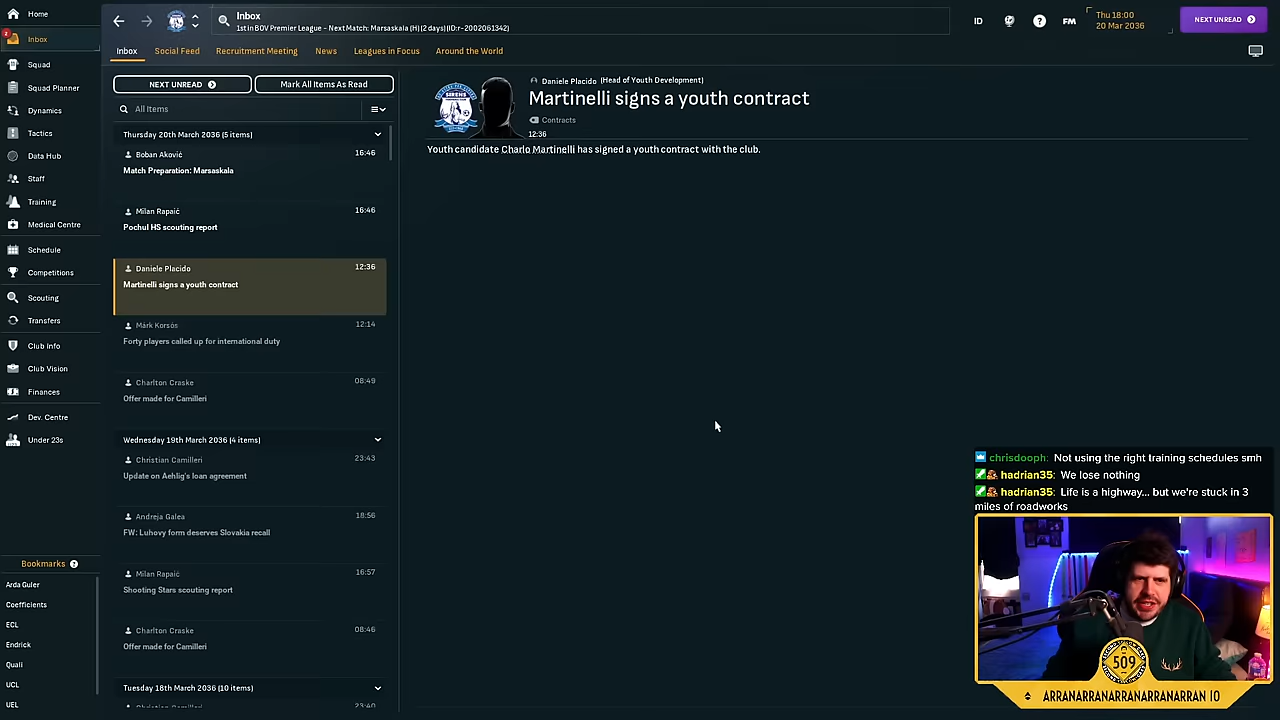 Home
2
Inbox
Squad
Squad Planner
Dynamics
Tactics
Data Hub
Staff
Training
Medical Centre
Schedule
Competitions
Scouting
Transfers
Club Info
Club Vision
Finances
Dev. Centre
Under 23s
Bookmarks ?
Arda Guler
Coefficients
ECL
Endrick
Quali
UCL
UEL
Inbox
1st in BOV Premier League - Next Match: Marsaskala (H) (2 days) (ID:r-2002061342)
ID
?
FM
Thu 18:00
20 Mar 2036
NEXT UNREAD
Inbox
Social Feed
Recruitment Meeting
News
Leagues in Focus
Around the World
NEXT UNREAD
Mark All Items As Read
All Items
Thursday 20th March 2036 (5 items)
Boban Aković 16:46
Match Preparation: Marsaskala
Milan Rapaić 16:46
Pochul HS scouting report
Daniele Placido 12:36
Martinelli signs a youth contract
Márk Korsós 12:14
Forty players called up for international duty
Charlton Craske 08:49
Offer made for Camilleri
Wednesday 19th March 2036 (4 items)
Christian Camilleri 23:43
Update on Aehlig's loan agreement
Andreja Galea 18:56
FW: Luhovy form deserves Slovakia recall
Milan Rapaić 16:57
Shooting Stars scouting report
Charlton Craske 08:46
Offer made for Camilleri
Tuesday 18th March 2036 (10 items)
Christian Camilleri 23:40
SIRENS
Daniele Placido (Head of Youth Development)
Martinelli signs a youth contract
Contracts
12:36
Youth candidate Charlo Martinelli has signed a youth contract with the club.
chrisdooph: Not using the right training schedules smh
hadrian35: We lose nothing
hadrian35: Life is a highway... but we're stuck in 3
miles of roadworks
509
ARRANARRANARRANARRANARRAN IO